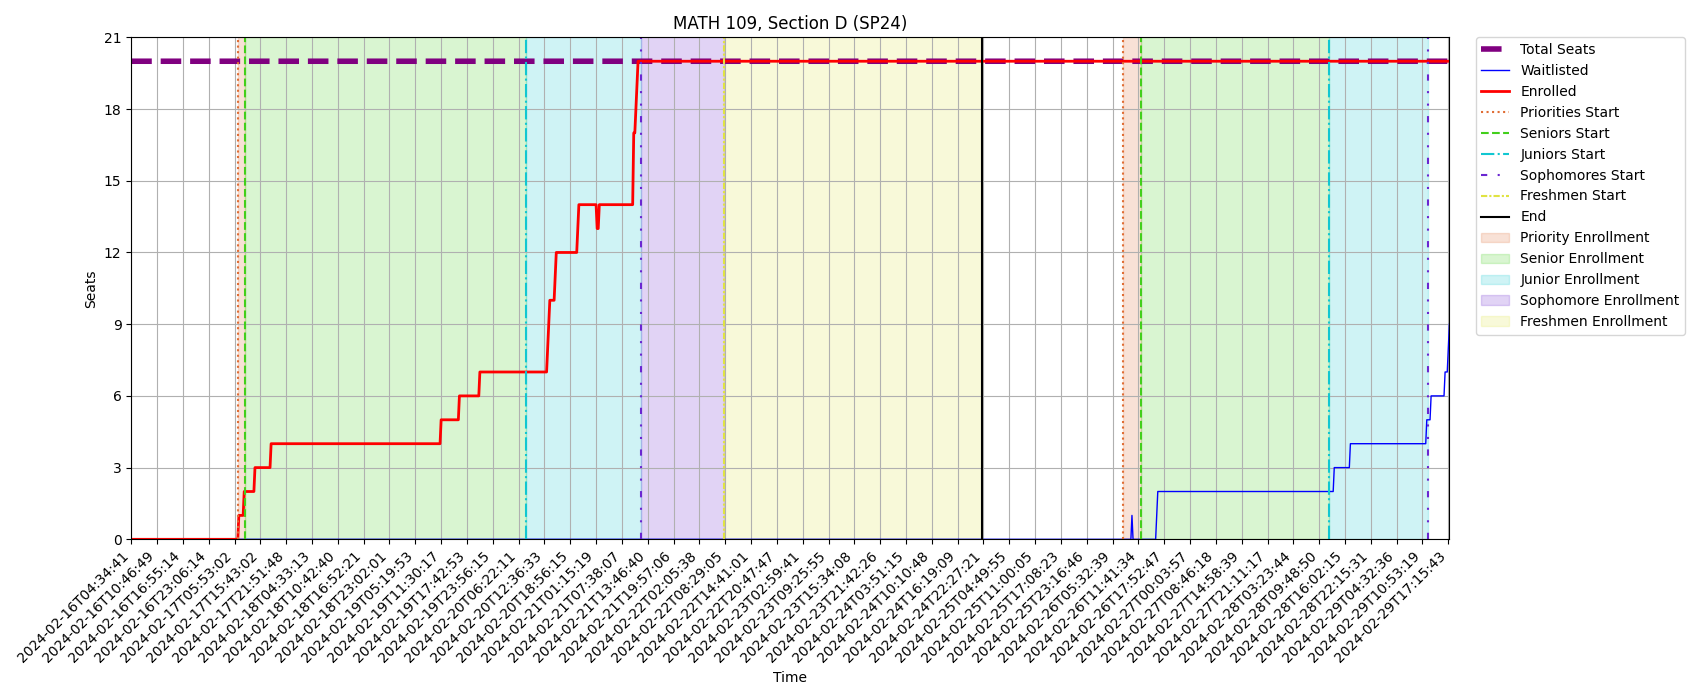 MATH 109, Section D (SP24)
Seats
21
18
15
12
9
6
3
0
2024-02-16T04:34:41
2024-02-16T10:46:49
2024-02-16T16:55:14
2024-02-16T23:06:14
2024-02-17T05:53:02
2024-02-17T15:43:02
2024-02-17T21:51:48
2024-02-18T04:33:13
2024-02-18T10:42:40
2024-02-18T16:52:21
2024-02-18T23:02:01
2024-02-19T05:19:53
2024-02-19T11:30:17
2024-02-19T17:42:53
2024-02-19T23:56:15
2024-02-20T06:22:11
2024-02-20T12:36:33
2024-02-20T18:56:15
2024-02-21T01:15:19
2024-02-21T07:38:07
2024-02-21T13:46:40
2024-02-21T19:57:06
2024-02-22T02:05:38
2024-02-22T08:29:05
2024-02-22T14:41:01
2024-02-22T20:47:47
2024-02-23T02:59:41
2024-02-23T09:25:55
2024-02-23T15:34:08
2024-02-23T21:42:26
2024-02-24T03:51:15
2024-02-24T10:10:48
2024-02-24T16:19:09
2024-02-24T22:27:21
2024-02-25T04:49:55
2024-02-25T11:00:05
2024-02-25T17:08:23
2024-02-25T23:16:46
2024-02-26T05:32:39
2024-02-26T11:41:34
2024-02-26T17:52:47
2024-02-27T00:03:57
2024-02-27T08:46:18
2024-02-27T14:58:39
2024-02-27T21:11:17
2024-02-28T03:23:44
2024-02-28T09:48:50
2024-02-28T16:02:15
2024-02-28T22:15:31
2024-02-29T04:32:36
2024-02-29T10:53:19
2024-02-29T17:15:43
Time
Total Seats
Waitlisted
Enrolled
Priorities Start
Seniors Start
Juniors Start
Sophomores Start
Freshmen Start
End
Priority Enrollment
Senior Enrollment
Junior Enrollment
Sophomore Enrollment
Freshmen Enrollment